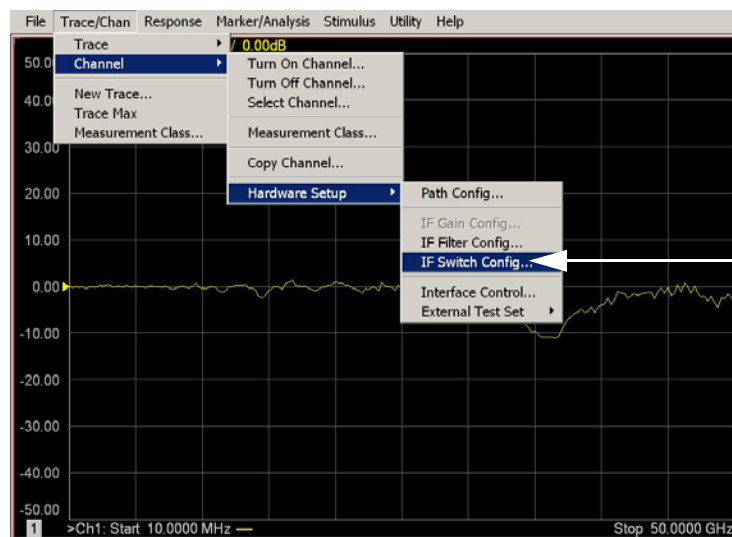 File Trace/Chan Response Marker/Analysis Stimulus Utility Help
Trace
/ 0.00dB
Channel
New Trace...
Trace Max
Measurement Class...
Turn On Channel...
Turn Off Channel...
Select Channel...
Measurement Class...
Copy Channel...
Hardware Setup
Path Config...
IF Gain Config...
IF Filter Config...
IF Switch Config...
Interface Control...
External Test Set
50.0
40.0
30.00
20.00
10.00
0.00
-10.00
-20.00
-30.00
-40.00
-50.00
1 >Ch1: Start 10.0000 MHz Stop 50.0000 GHz